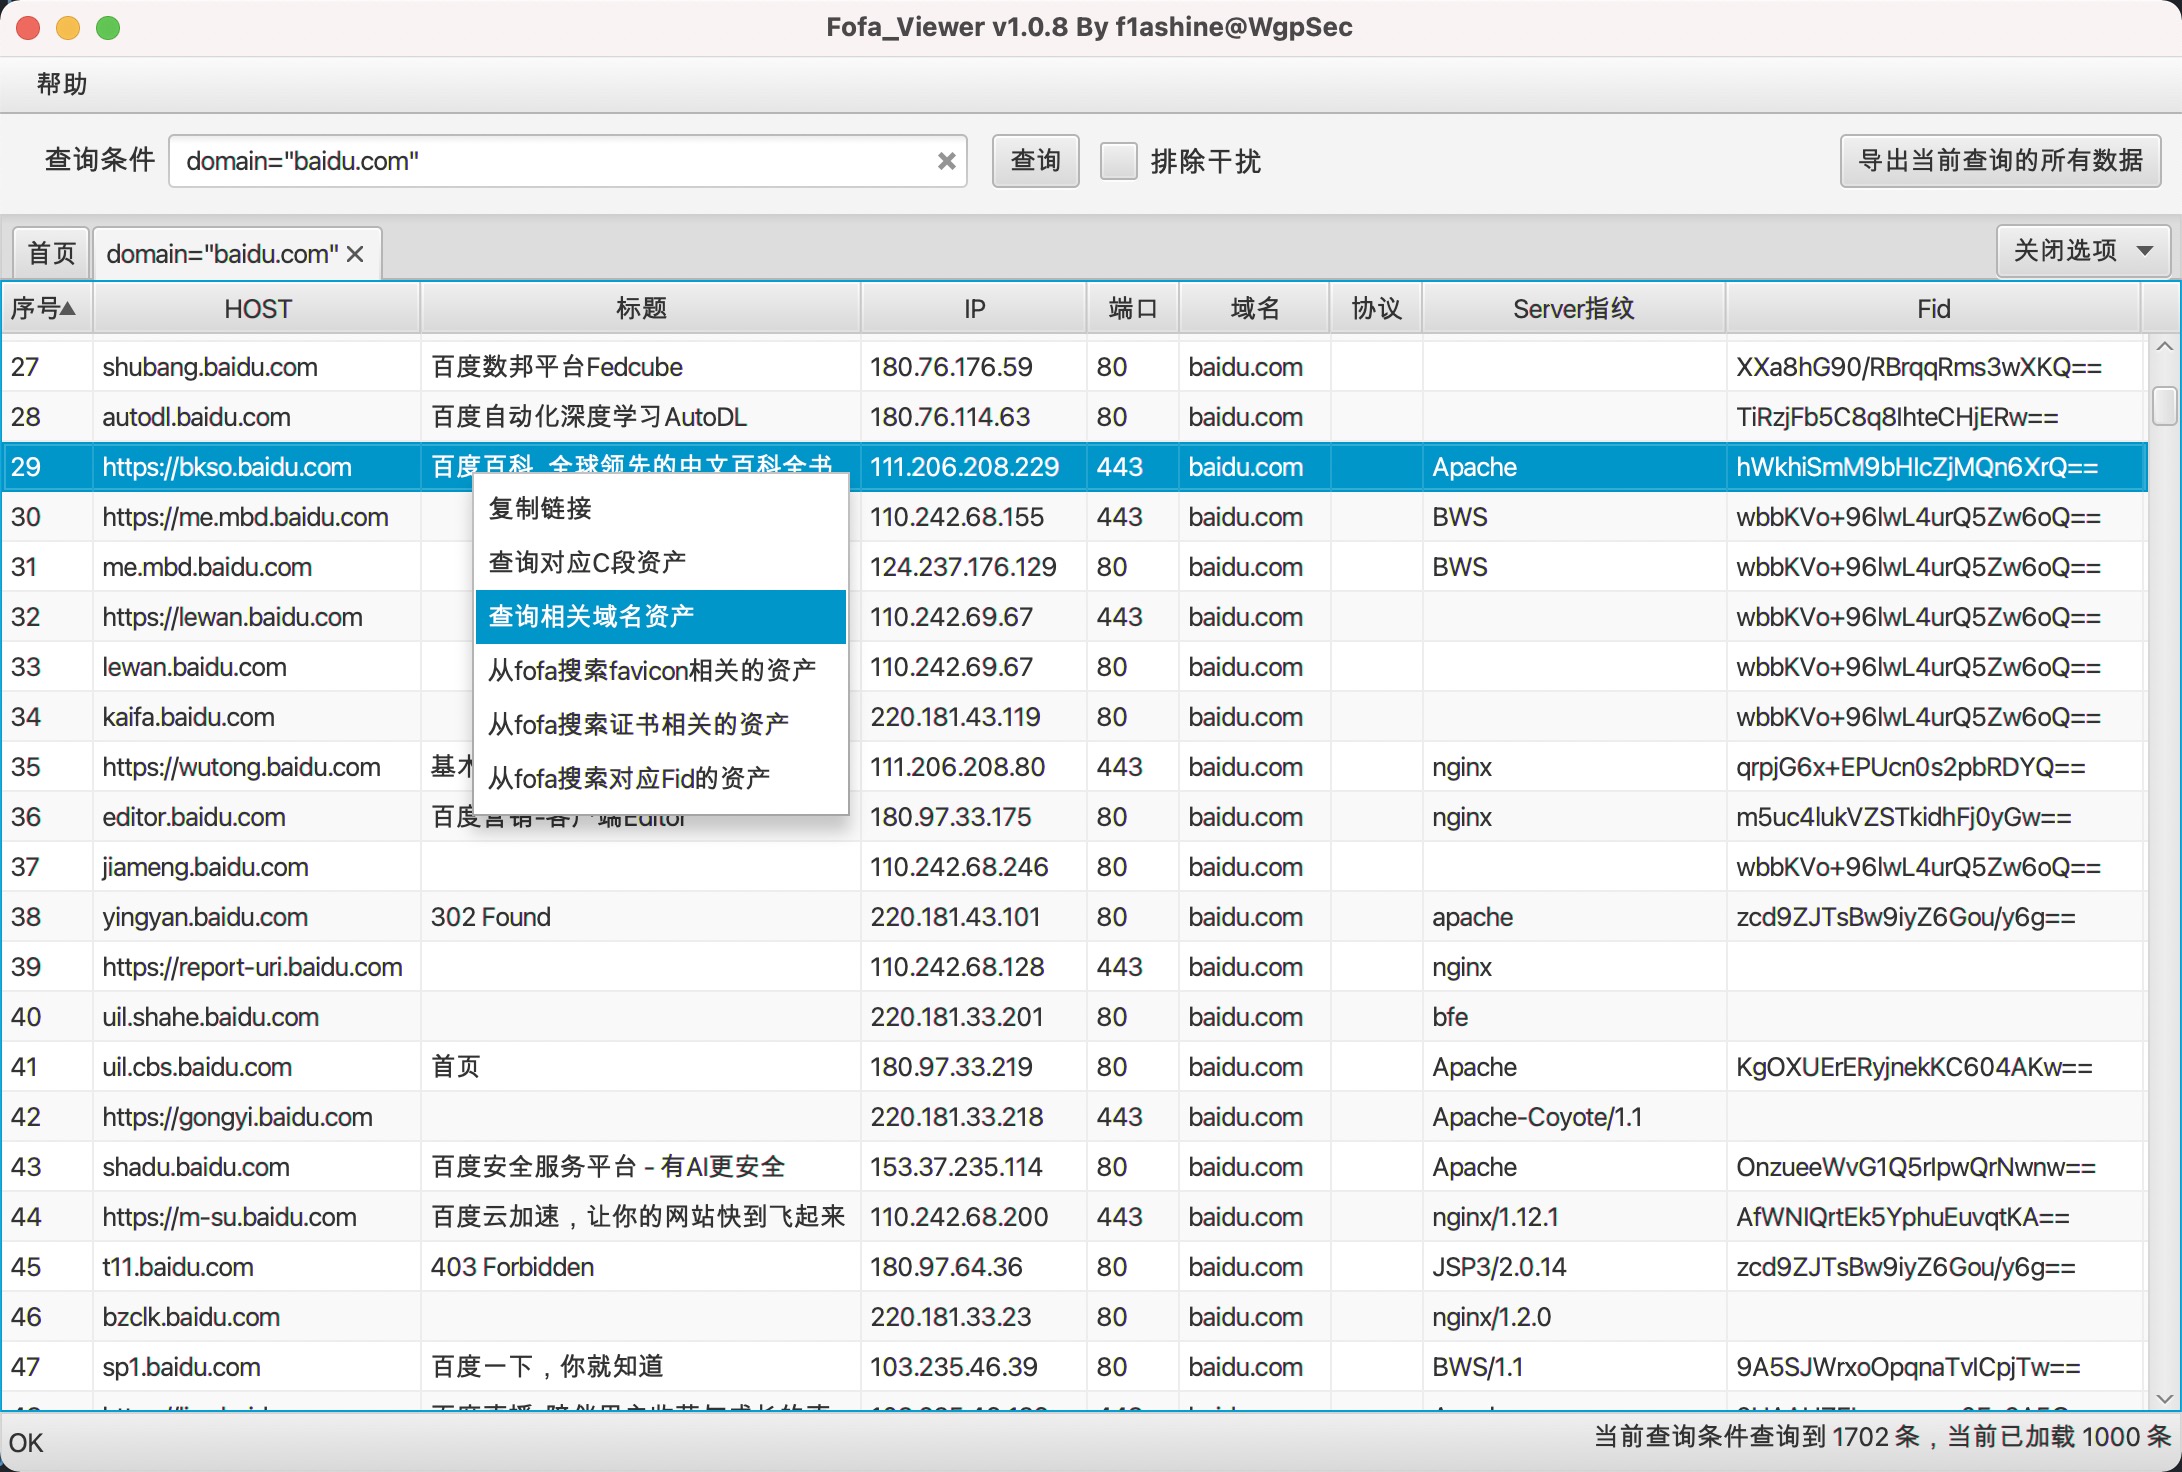 Fofa_Viewer v1.0.8 By f1ashine@WgpSec
帮助
查询条件 domain="baidu.com" 查询 排除干扰 导出当前查询的所有数据
首页 domain="baidu.com" 关闭选项
序号 HOST 标题 IP 端口 域名 协议 Server指纹 Fid
27 shubang.baidu.com 百度数邦平台Fedcube 180.76.176.59 80 baidu.com XXa8hG90/RBrqqRms3wXKQ==
28 autodl.baidu.com 百度自动化深度学习AutoDL 180.76.114.63 80 baidu.com TiRzjFb5C8q8IhteCHjERw==
29 https://bkso.baidu.com 百度百科_全球领先的中文百科全书 111.206.208.229 443 baidu.com Apache hWkhiSmM9bHIcZjMQn6XrQ==
复制链接
30 https://me.mbd.baidu.com 110.242.68.155 443 baidu.com BWS wbbKVo+96lwL4urQ5Zw6oQ==
查询对应C段资产
31 me.mbd.baidu.com 124.237.176.129 80 baidu.com BWS wbbKVo+96lwL4urQ5Zw6oQ==
查询相关域名资产
32 https://lewan.baidu.com 110.242.69.67 443 baidu.com wbbKVo+96lwL4urQ5Zw6oQ==
33 lewan.baidu.com 110.242.69.67 80 baidu.com wbbKVo+96lwL4urQ5Zw6oQ==
从fofa搜索favicon相关的资产
34 kaifa.baidu.com 220.181.43.119 80 baidu.com wbbKVo+96lwL4urQ5Zw6oQ==
从fofa搜索证书相关的资产
35 https://wutong.baidu.com 111.206.208.80 443 baidu.com nginx qrpjG6x+EPUcn0s2pbRDYQ==
从fofa搜索对应Fid的资产
36 editor.baidu.com 百度营销-客户端Editor 180.97.33.175 80 baidu.com nginx m5uc4lukVZSTkidhFj0yGw==
37 jiameng.baidu.com 110.242.68.246 80 baidu.com wbbKVo+96lwL4urQ5Zw6oQ==
38 yingyan.baidu.com 302 Found 220.181.43.101 80 baidu.com apache zcd9ZJTsBw9iyZ6Gou/y6g==
39 https://report-uri.baidu.com 110.242.68.128 443 baidu.com nginx
40 uil.shahe.baidu.com 220.181.33.201 80 baidu.com bfe
41 uil.cbs.baidu.com 首页 180.97.33.219 80 baidu.com Apache KgOXUErERyjnekKC604AKw==
42 https://gongyi.baidu.com 220.181.33.218 443 baidu.com Apache-Coyote/1.1
43 shadu.baidu.com 百度安全服务平台 - 有AI更安全 153.37.235.114 80 baidu.com Apache OnzueeWvG1Q5rIpwQrNwnw==
44 https://m-su.baidu.com 百度云加速，让你的网站快到飞起来 110.242.68.200 443 baidu.com nginx/1.12.1 AfWNIQrtEk5YphuEuvqtKA==
45 t11.baidu.com 403 Forbidden 180.97.64.36 80 baidu.com JSP3/2.0.14 zcd9ZJTsBw9iyZ6Gou/y6g==
46 bzclk.baidu.com 220.181.33.23 80 baidu.com nginx/1.2.0
47 sp1.baidu.com 百度一下，你就知道 103.235.46.39 80 baidu.com BWS/1.1 9A5SJWrxoOpqnaTvICpjTw==
OK 当前查询条件查询到 1702 条，当前已加载 1000 条